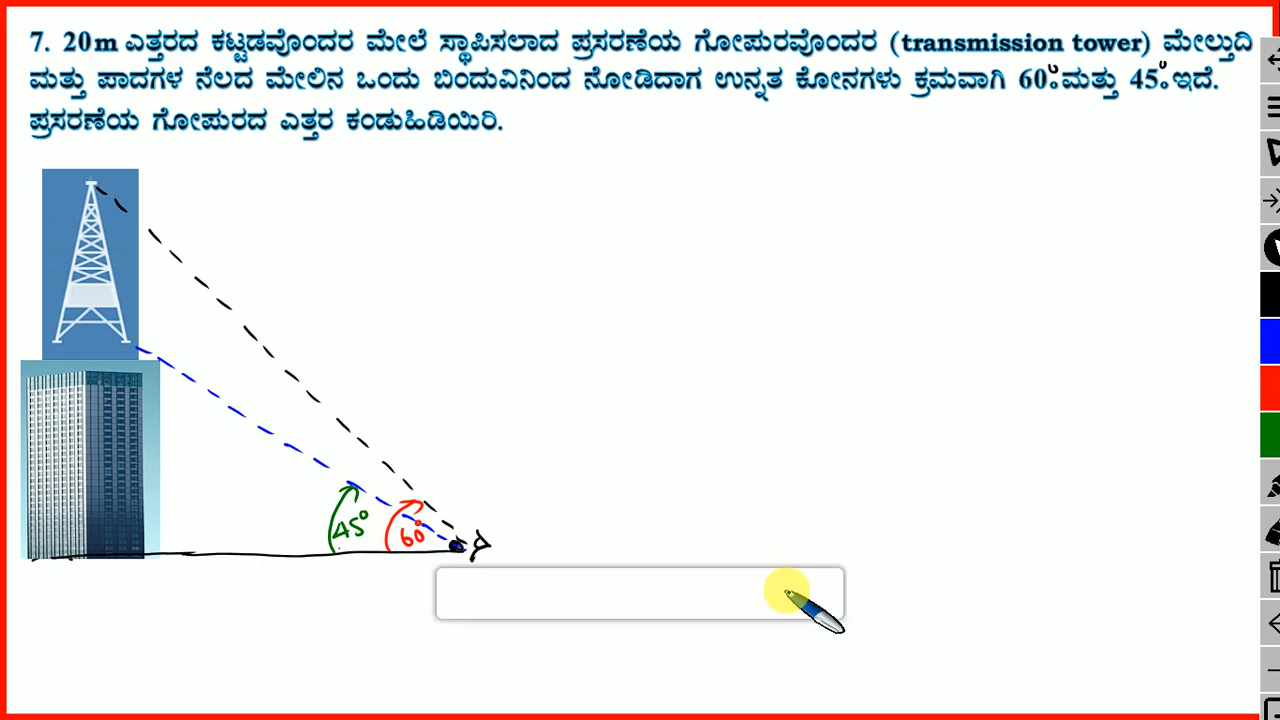 7. 20m ಎತ್ತರದ ಕಟ್ಟಡವೊಂದರ ಮೇಲೆ ಸ್ಥಾಪಿಸಲಾದ ಪ್ರಸರಣೆಯ ಗೋಪುರವೊಂದರ (transmission tower) ಮೇಲ್ತುದಿ
ಮತ್ತು ಪಾದಗಳ ನೆಲದ ಮೇಲಿನ ಒಂದು ಬಿಂದುವಿನಿಂದ ನೋಡಿದಾಗ ಉನ್ನತ ಕೋನಗಳು ಕ್ರಮವಾಗಿ 60° ಮತ್ತು 45° ಇದೆ.
ಪ್ರಸರಣೆಯ ಗೋಪುರದ ಎತ್ತರ ಕಂಡುಹಿಡಿಯಿರಿ.
45° 60°